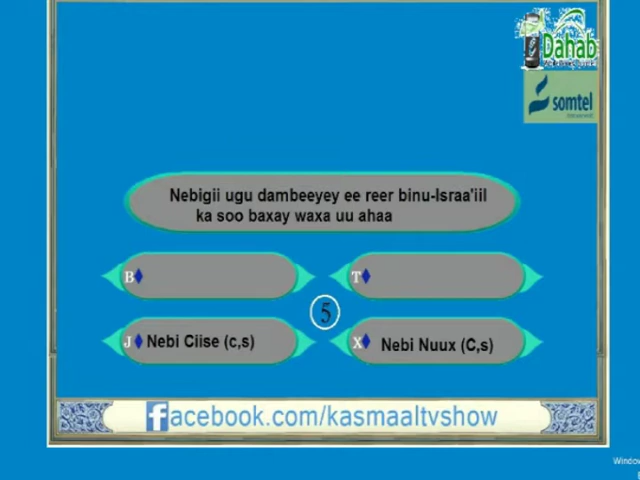 Dahab
somtel
Nebigii ugu dambeeyey ee reer binu-Israa'iil
ka soo baxay waxa uu ahaa
B
T
5
J Nebi Ciise (c,s)
X Nebi Nuux (C,s)
facebook.com/kasmaaltvshow
Window